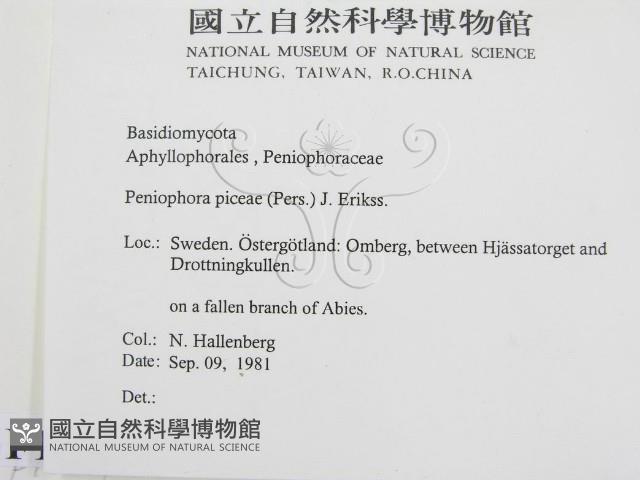 國立自然科學博物館
NATIONAL MUSEUM OF NATURAL SCIENCE
TAICHUNG, TAIWAN, R.O.CHINA
Basidiomycota
Aphyllophorales , Peniophoraceae
Peniophora piceae (Pers.) J. Erikss.
Loc.: Sweden. Östergötland: Omberg, between Hjässatorget and
Drottningkullen.
on a fallen branch of Abies.
Col.: N. Hallenberg
Date: Sep. 09, 1981
Det.:
國立自然科學博物館
NATIONAL MUSEUM OF NATURAL SCIENCE